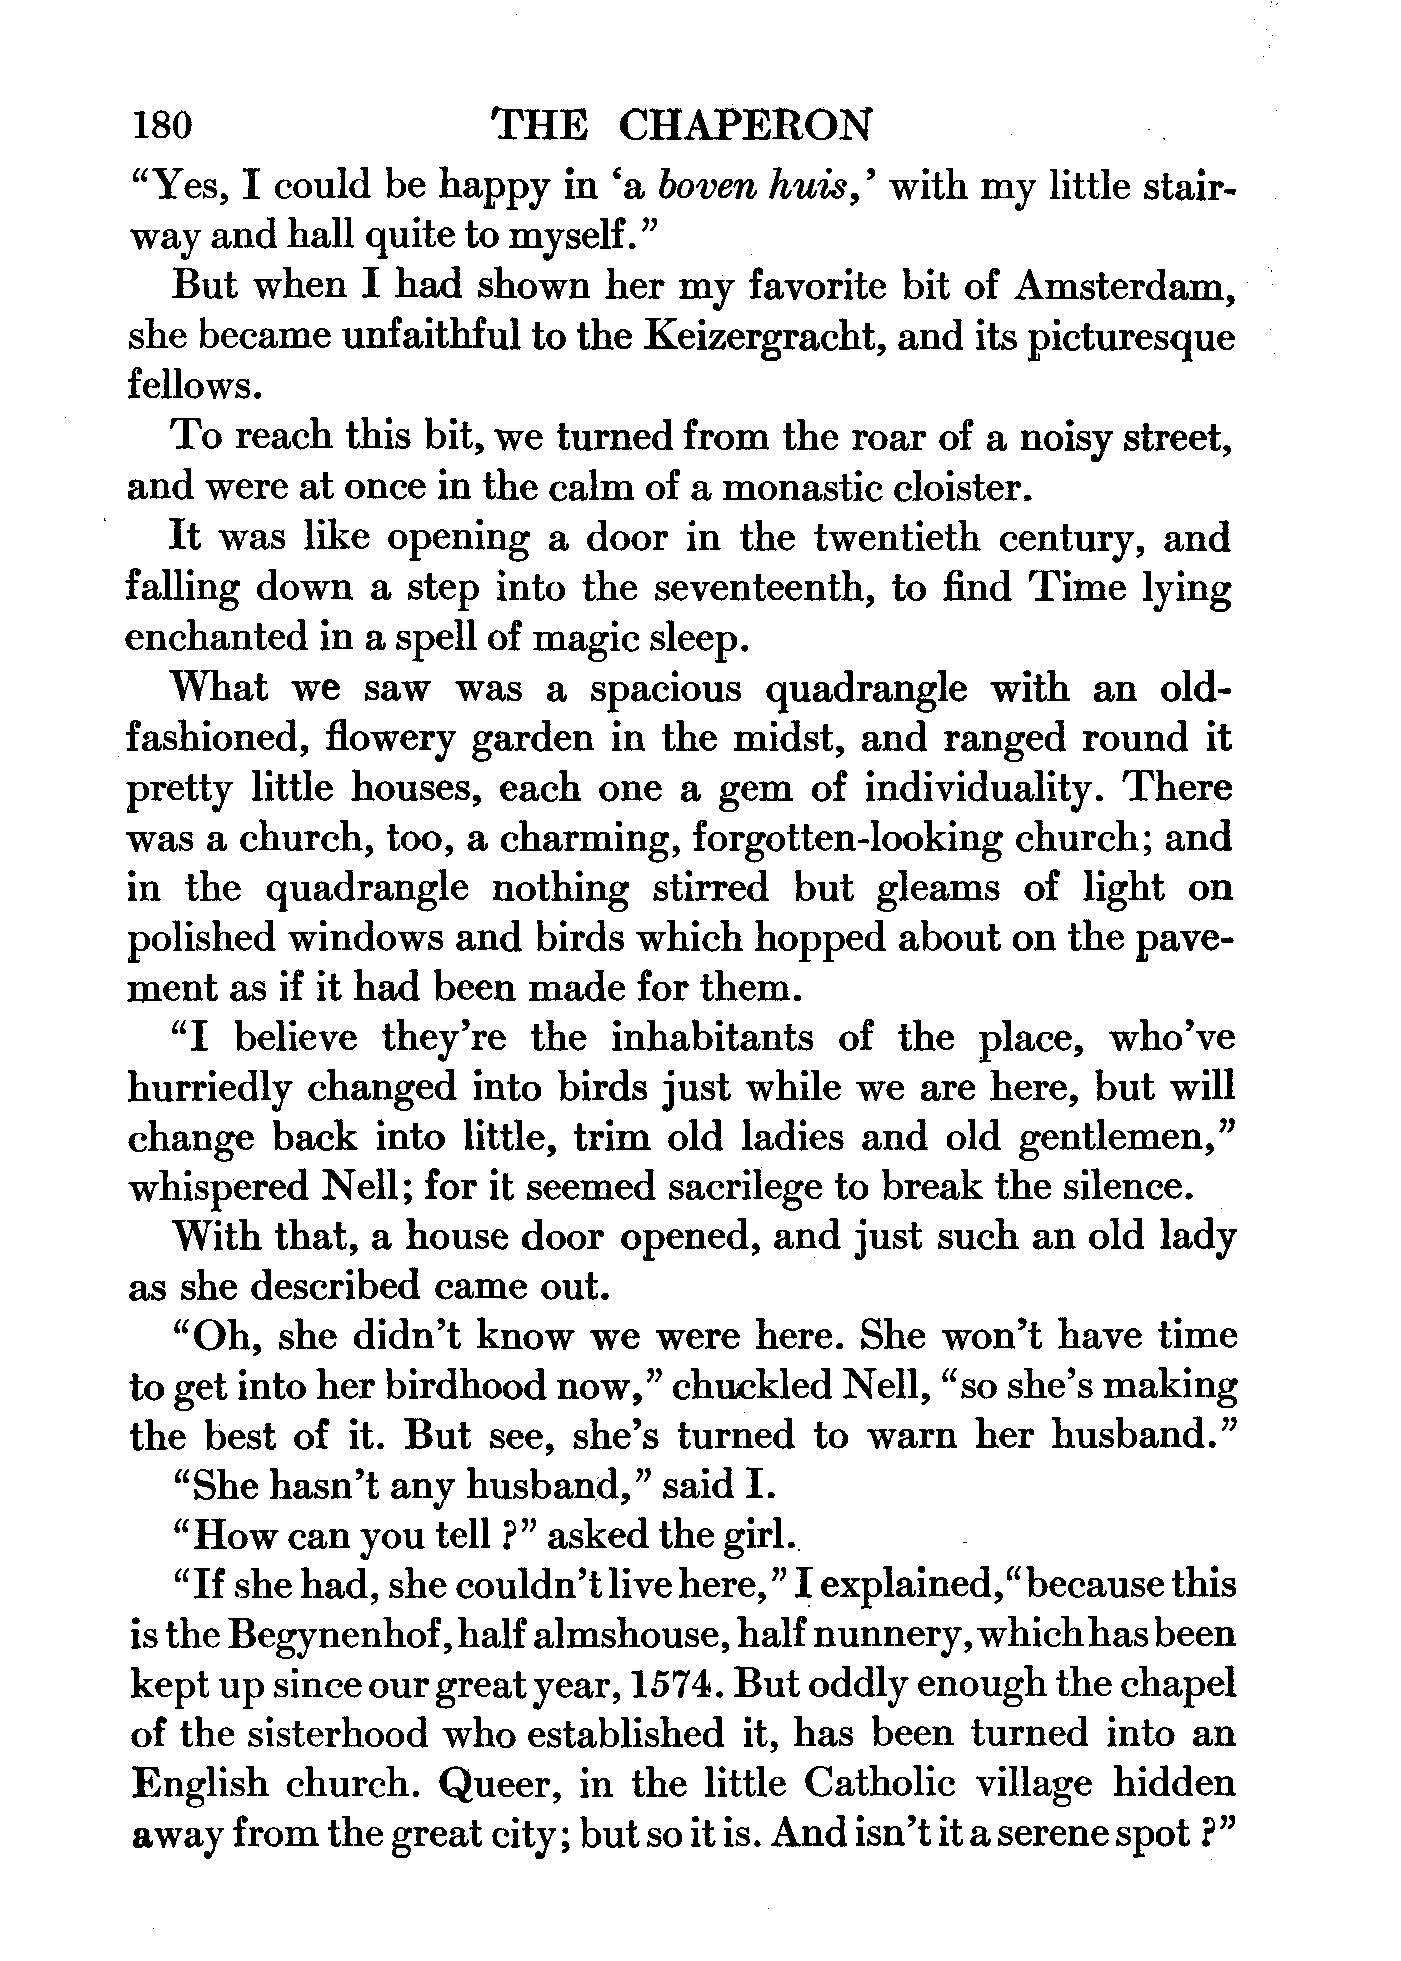 180 THE CHAPERON
“Yes, I could be happy in ‘a boven huis,’ with my little stair-
way and hall quite to myself.”
But when I had shown her my favorite bit of Amsterdam,
she became unfaithful to the Keizergracht, and its picturesque
fellows.
To reach this bit, we turned from the roar of a noisy street,
and were at once in the calm of a monastic cloister.
It was like opening a door in the twentieth century, and
falling down a step into the seventeenth, to find Time lying
enchanted in a spell of magic sleep.
What we saw was a spacious quadrangle with an old-
fashioned, flowery garden in the midst, and ranged round it
pretty little houses, each one a gem of individuality. There
was a church, too, a charming, forgotten-looking church; and
in the quadrangle nothing stirred but gleams of light on
polished windows and birds which hopped about on the pave-
ment as if it had been made for them.
“I believe they’re the inhabitants of the place, who’ve
hurriedly changed into birds just while we are here, but will
change back into little, trim old ladies and old gentlemen,”
whispered Nell; for it seemed sacrilege to break the silence.
With that, a house door opened, and just such an old lady
as she described came out.
“Oh, she didn’t know we were here. She won’t have time
to get into her birdhood now,” chuckled Nell, “so she’s making
the best of it. But see, she’s turned to warn her husband.”
“She hasn’t any husband,” said I.
“How can you tell ?” asked the girl.
“If she had, she couldn’t live here,” I explained, “because this
is the Begynenhof, half almshouse, half nunnery, which has been
kept up since our great year, 1574. But oddly enough the chapel
of the sisterhood who established it, has been turned into an
English church. Queer, in the little Catholic village hidden
away from the great city; but so it is. And isn’t it a serene spot ?”